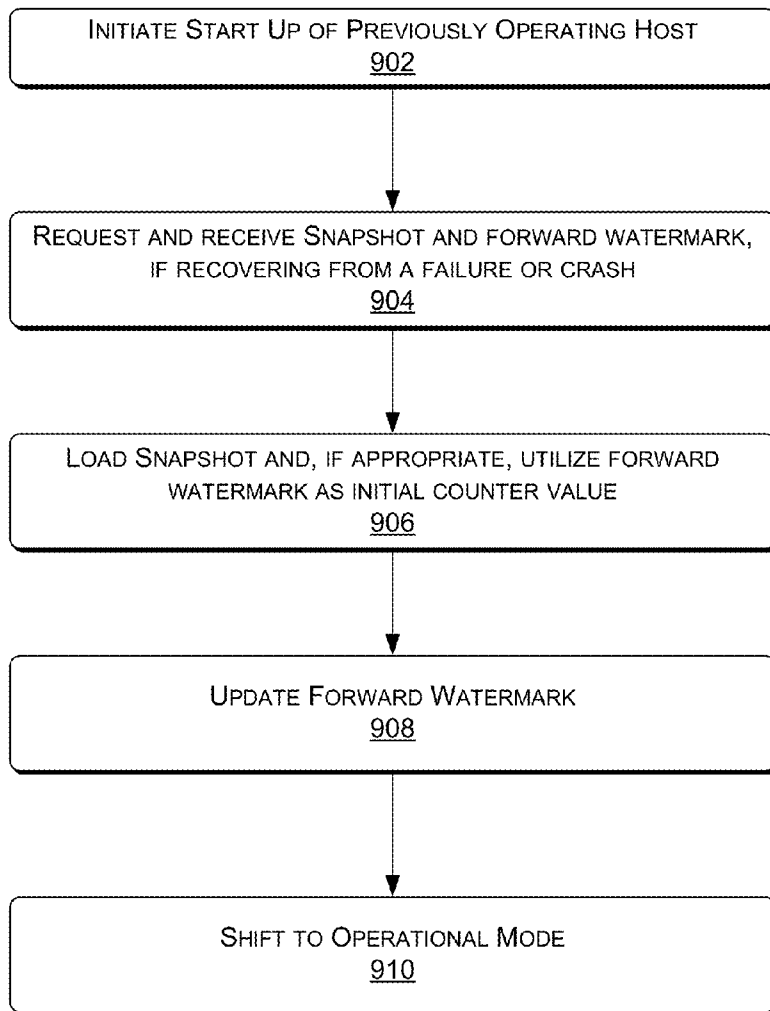 INITIATE START UP OF PREVIOUSLY OPERATING HOST
902
REQUEST AND RECEIVE SNAPSHOT AND FORWARD WATERMARK,
IF RECOVERING FROM A FAILURE OR CRASH
904
LOAD SNAPSHOT AND, IF APPROPRIATE, UTILIZE FORWARD
WATERMARK AS INITIAL COUNTER VALUE
906
UPDATE FORWARD WATERMARK
908
SHIFT TO OPERATIONAL MODE
910